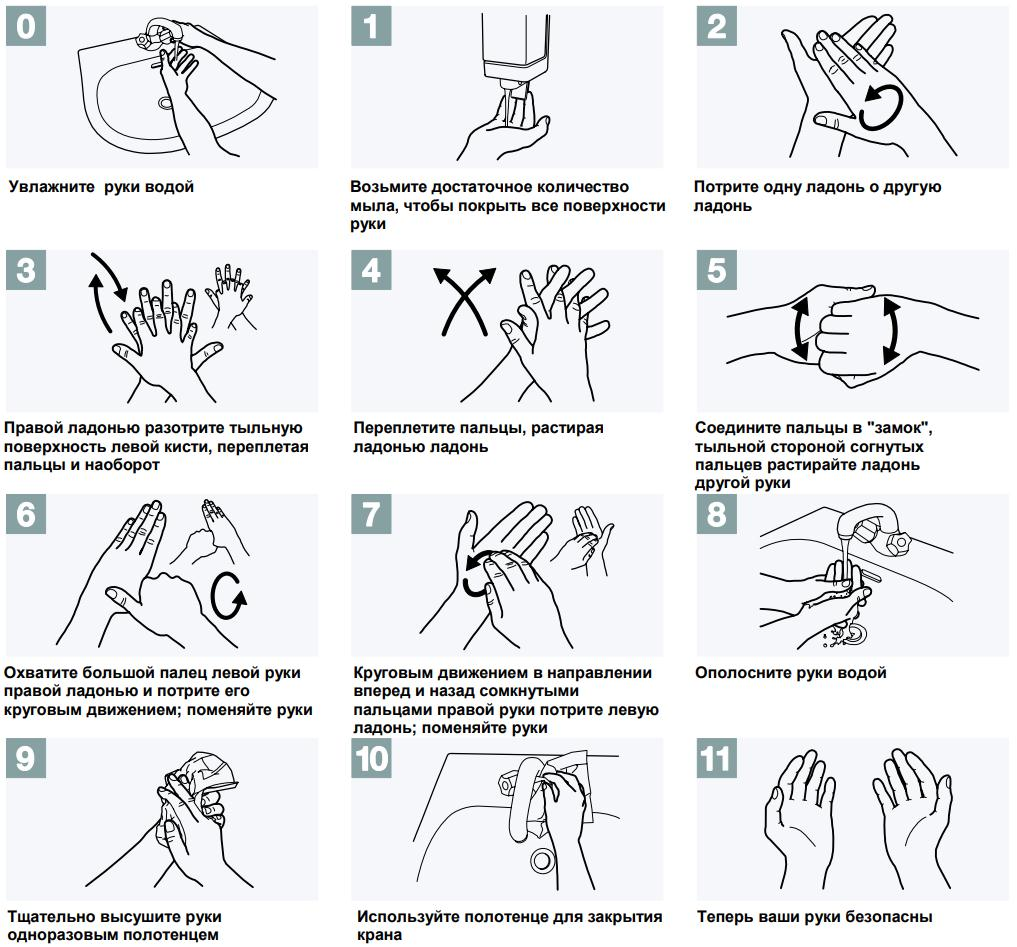 0
Увлажните руки водой
1
Возьмите достаточное количество
мыла, чтобы покрыть все поверхности
руки
2
Потрите одну ладонь о другую
ладонь
3
Правой ладонью разотрите тыльную
поверхность левой кисти, переплетая
пальцы и наоборот
4
Переплетите пальцы, растирая
ладонью ладонь
5
Соедините пальцы в "замок",
тыльной стороной согнутых
пальцев растирайте ладонь
другой руки
6
Охватите большой палец левой руки
правой ладонью и потрите его
круговым движением; поменяйте руки
7
Круговым движением в направлении
вперед и назад сомкнутыми
пальцами правой руки потрите левую
ладонь; поменяйте руки
8
Ополосните руки водой
9
Тщательно высушите руки
одноразовым полотенцем
10
Используйте полотенце для закрытия
крана
11
Теперь ваши руки безопасны